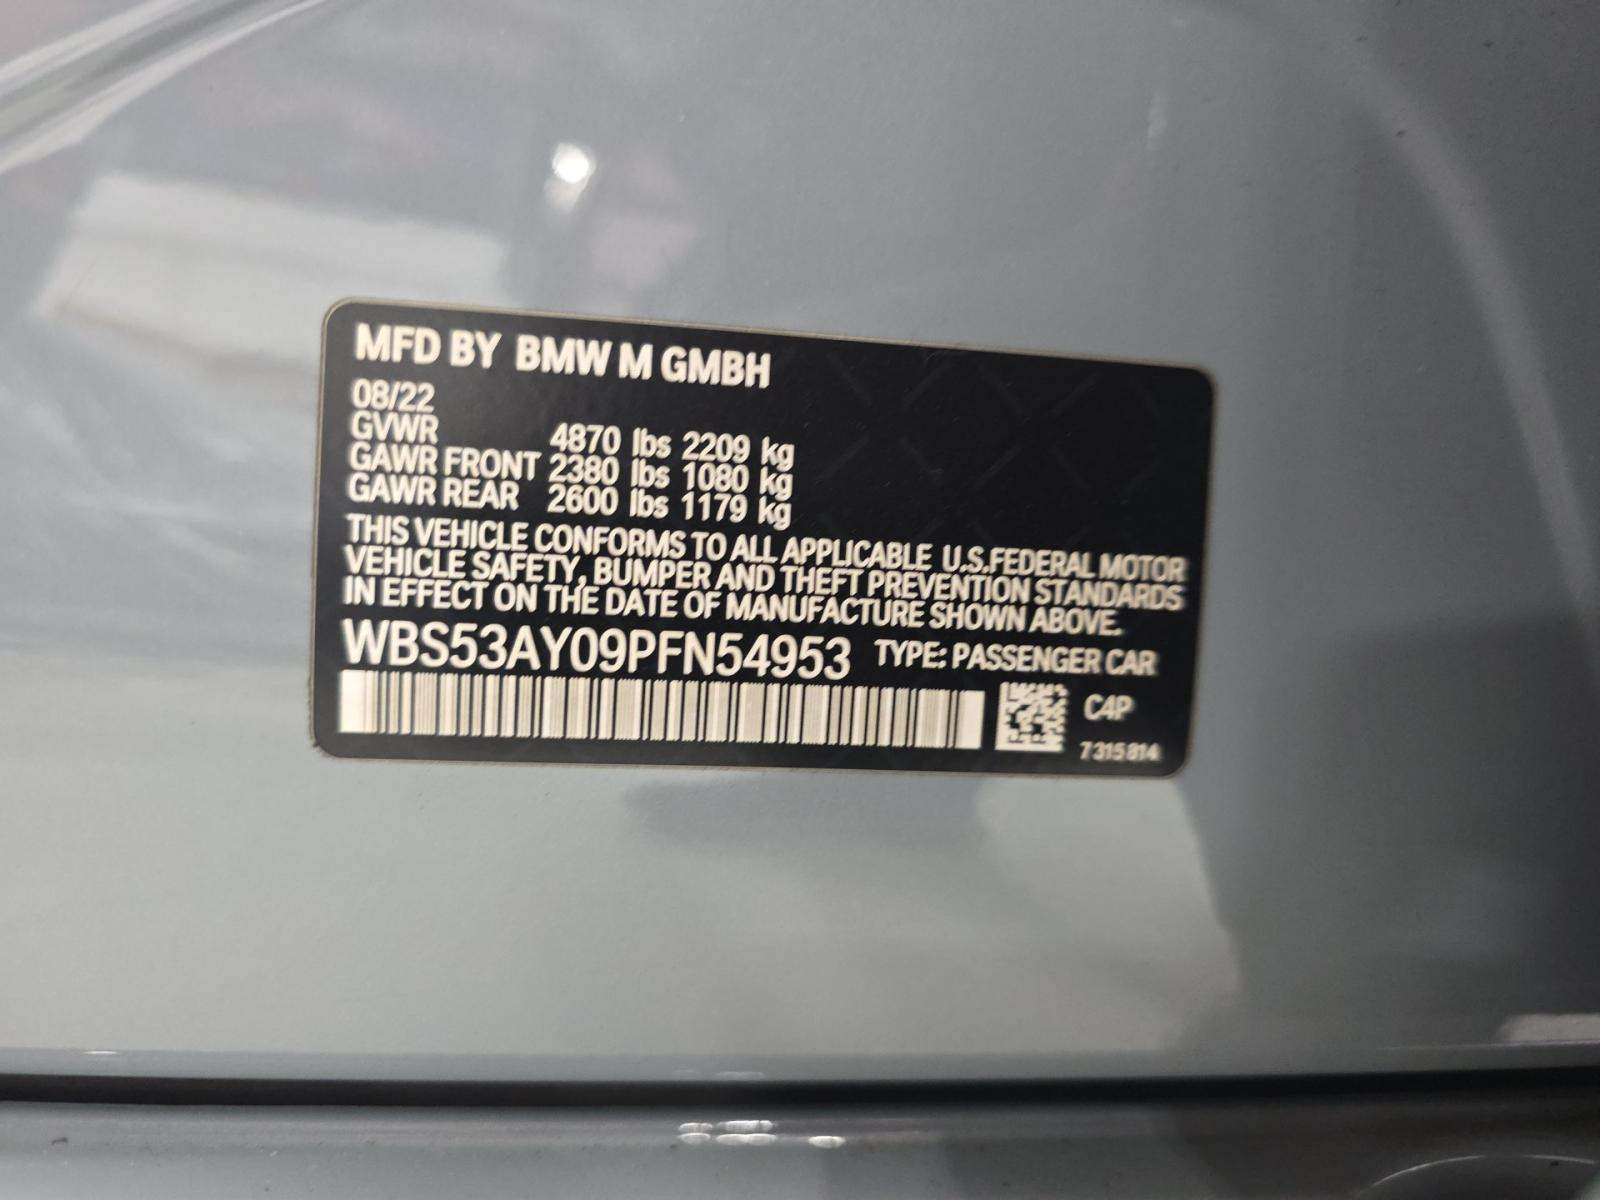 MFD BY BMW M GMBH
08/22
GVWR 4870 lbs 2209 kg
GAWR FRONT 2380 lbs 1080 kg
GAWR REAR 2600 lbs 1179 kg
THIS VEHICLE CONFORMS TO ALL APPLICABLE U.S.FEDERAL MOTOR
VEHICLE SAFETY, BUMPER AND THEFT PREVENTION STANDARDS
IN EFFECT ON THE DATE OF MANUFACTURE SHOWN ABOVE.
WBS53AY09PFN54953 TYPE: PASSENGER CAR
C4P
7315814